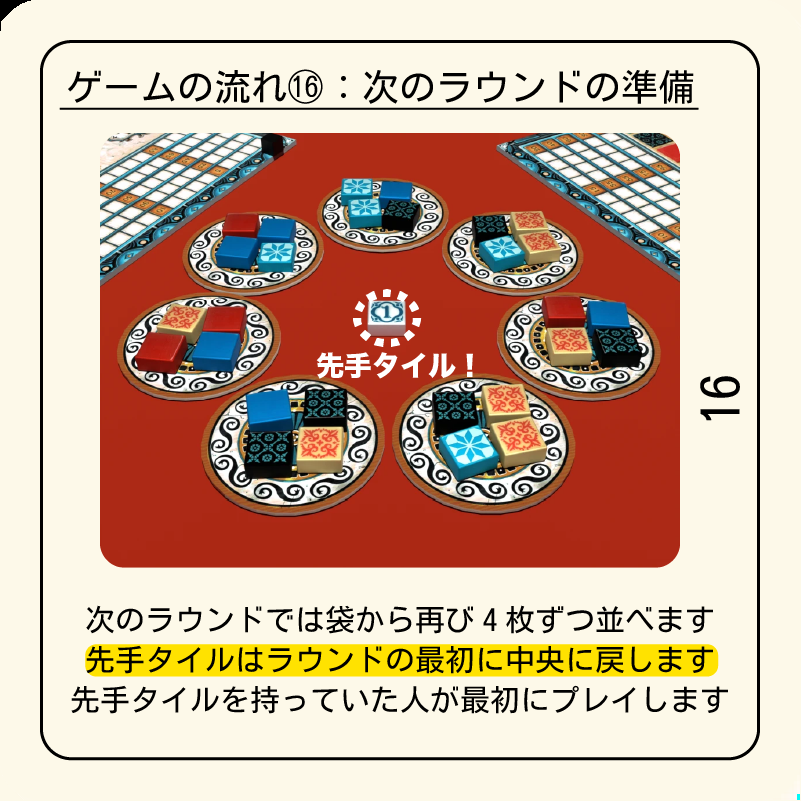 ゲームの流れ⑯：次のラウンドの準備
1
先手タイル！
16
次のラウンドでは袋から再び4枚ずつ並べます
先手タイルはラウンドの最初に中央に戻します
先手タイルを持っていた人が最初にプレイします